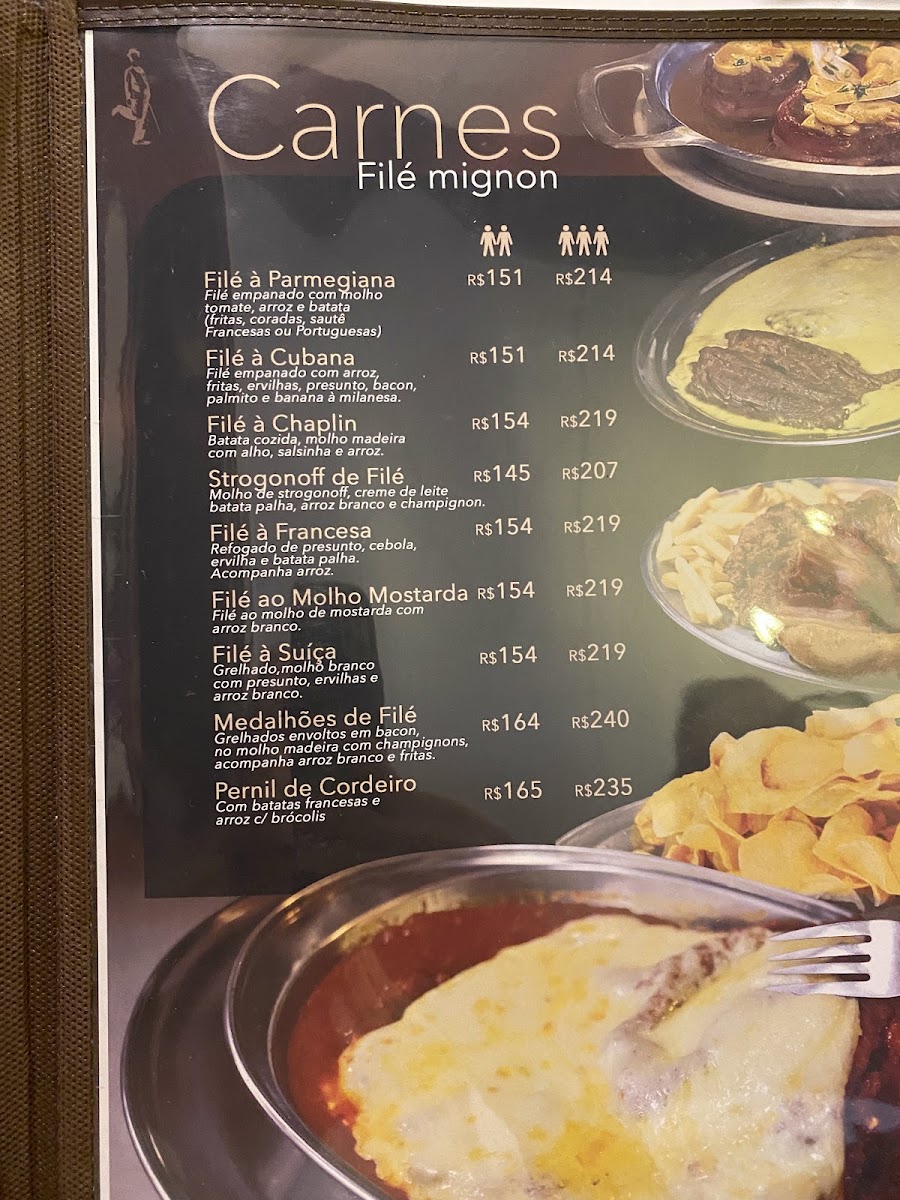 Carnes
Filé mignon
Filé à Parmegiana R$151 R$214
Filé empanado com molho
tomate, arroz e batata
(fritas, coradas, sautê
Francesas ou Portuguesas)
Filé à Cubana R$151 R$214
Filé empanado com arroz,
fritas, ervilhas, presunto, bacon,
palmito e banana à milanesa.
Filé à Chaplin R$154 R$219
Batata cozida, molho madeira
com alho, salsinha e arroz.
Strogonoff de Filé R$145 R$207
Molho de strogonoff, creme de leite
batata palha, arroz branco e champignon.
Filé à Francesa R$154 R$219
Refogado de presunto, cebola,
ervilha e batata palha.
Acompanha arroz.
Filé ao Molho Mostarda R$154 R$219
Filé ao molho de mostarda com
arroz branco.
Filé à Suíça R$154 R$219
Grelhado,molho branco
com presunto, ervilhas e
arroz branco.
Medalhões de Filé R$164 R$240
Grelhados envoltos em bacon,
no molho madeira com champignons,
acompanha arroz branco e fritas.
Pernil de Cordeiro R$165 R$235
Com batatas francesas e
arroz c/ brócolis